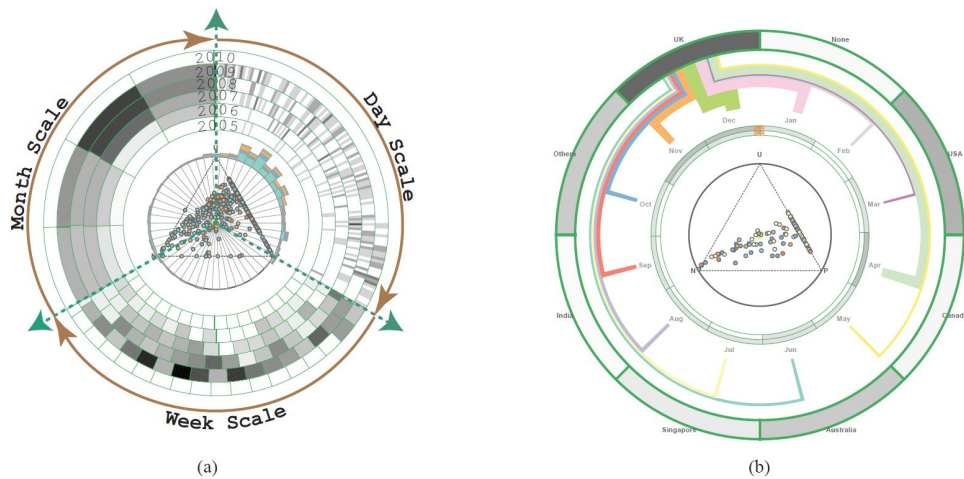 2010
2009
2008
2007
2006
2005
Month Scale
Day Scale
Week Scale
U
N
(a)
UK
None
Others
USA
India
Canada
Singapore
Australia
Dec
Jan
Nov
Feb
Oct
Mar
Sep
Apr
Aug
May
Jul
Jun
U
N
P
(b)